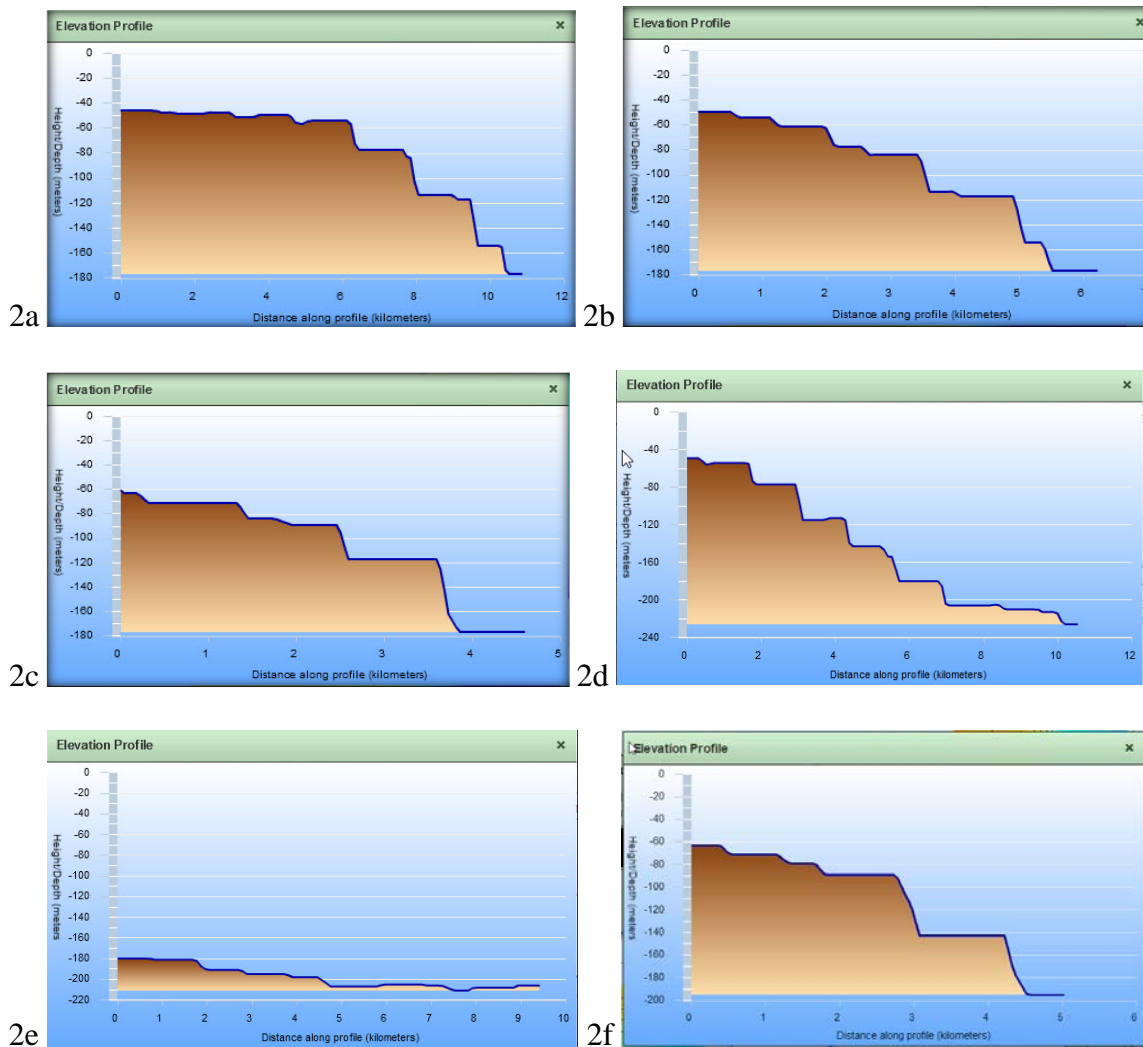 Elevation Profile ×
0
-20
-40
-60
-80
-100
-120
-140
-160
-180
Height/Depth (meters)
0 2 4 6 8 10 12
Distance along profile (kilometers)
2a
Elevation Profile ×
0
-20
-40
-60
-80
-100
-120
-140
-160
-180
Height/Depth (meters)
0 1 2 3 4 5 6
Distance along profile (kilometers)
2b
Elevation Profile ×
0
-20
-40
-60
-80
-100
-120
-140
-160
-180
Height/Depth (meters)
0 1 2 3 4 5
Distance along profile (kilometers)
2c
Elevation Profile ×
0
-40
-80
-120
-160
-200
-240
Height/Depth (meters
0 2 4 6 8 10 12
Distance along profile (kilometers)
2d
Elevation Profile ×
0
-20
-40
-60
-80
-100
-120
-140
-160
-180
-200
-220
Height/Depth (meters
0 1 2 3 4 5 6 7 8 9 10
Distance along profile (kilometers)
2e
Elevation Profile ×
0
-20
-40
-60
-80
-100
-120
-140
-160
-180
-200
Height/Depth (meters
0 1 2 3 4 5 6
Distance along profile (kilometers)
2f